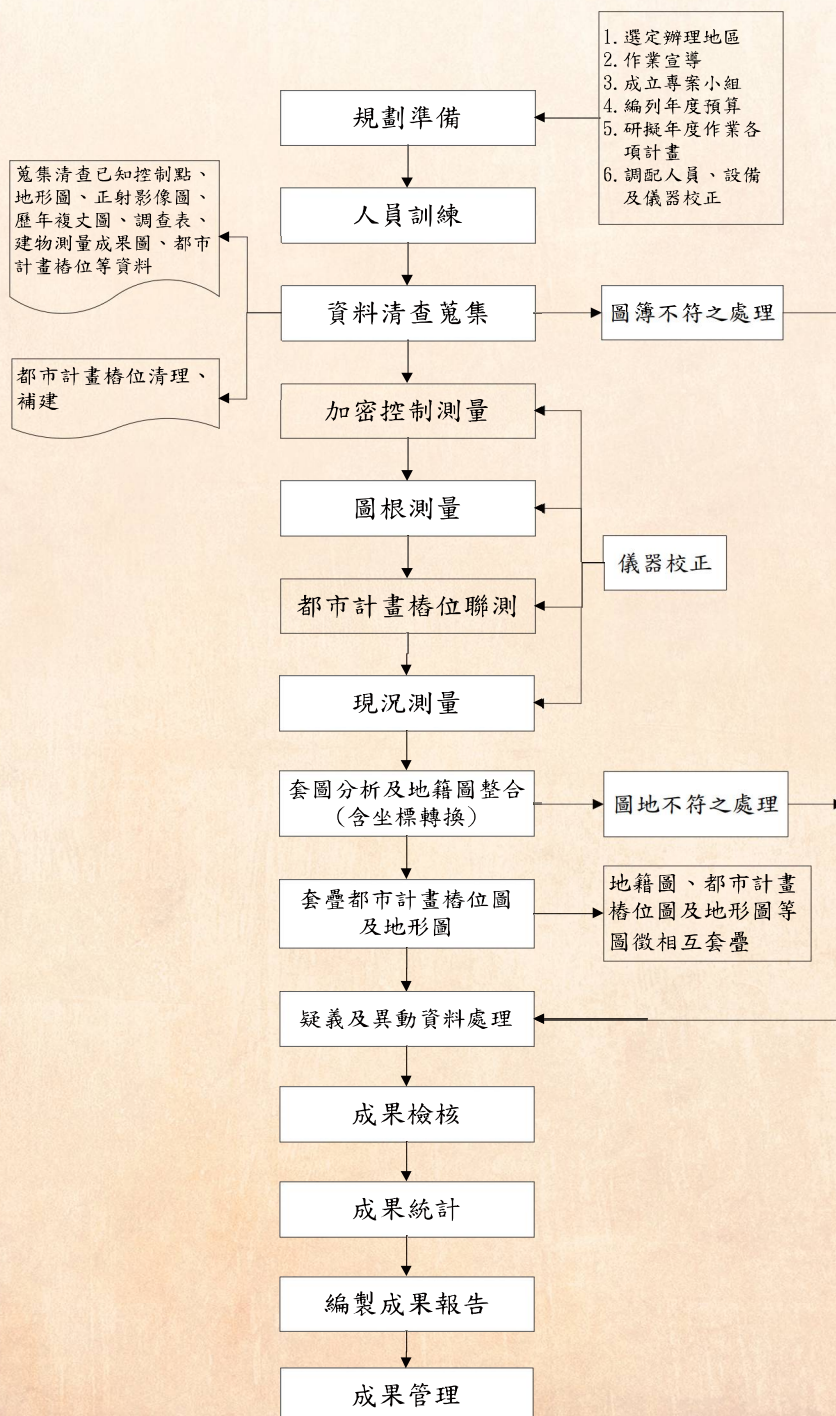 1. 選定辦理地區
2. 作業宣導
3. 成立專案小組
4. 編列年度預算
5. 研擬年度作業各
項計畫
6. 調配人員、設備
及儀器校正
規劃準備
人員訓練
蒐集清查已知控制點、
地形圖、正射影像圖、
歷年複丈圖、調查表、
建物測量成果圖、都市
計畫樁位等資料
資料清查蒐集
圖簿不符之處理
都市計畫樁位清理、
補建
加密控制測量
圖根測量
儀器校正
都市計畫樁位聯測
現況測量
套圖分析及地籍圖整合
(含坐標轉換)
圖地不符之處理
套疊都市計畫樁位圖
及地形圖
地籍圖、都市計畫
樁位圖及地形圖等
圖徵相互套疊
疑義及異動資料處理
成果檢核
成果統計
編製成果報告
成果管理